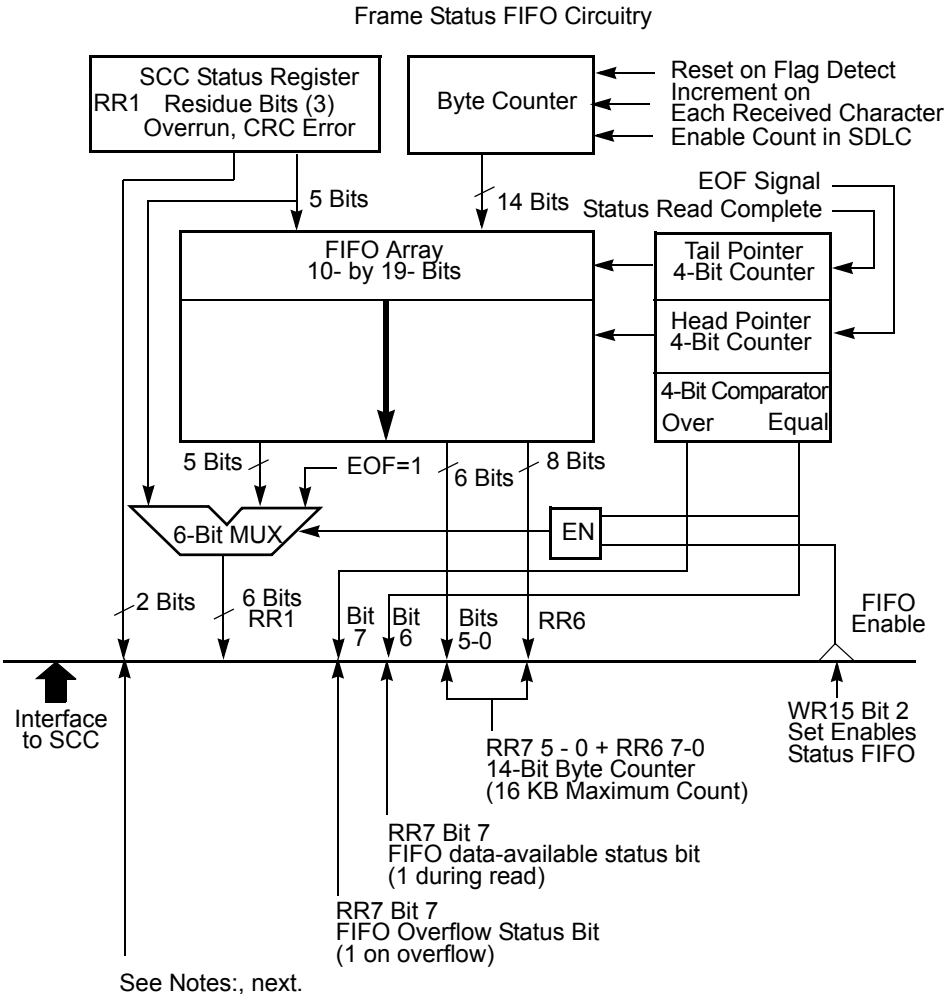 Frame Status FIFO Circuitry
SCC Status Register
RR1
Residue Bits (3)
Overrun, CRC Error
Byte Counter
Reset on Flag Detect
Increment on
Each Received Character
Enable Count in SDLC
5 Bits
14 Bits
EOF Signal
Status Read Complete
FIFO Array
10- by 19- Bits
Tail Pointer
4-Bit Counter
Head Pointer
4-Bit Counter
4-Bit Comparator
Over
Equal
5 Bits
EOF=1
6 Bits
8 Bits
6-Bit MUX
EN
2 Bits
6 Bits
RR1
Bit
7
Bit
6
Bits
5-0
RR6
FIFO
Enable
Interface
to SCC
WR15 Bit 2
Set Enables
Status FIFO
RR7 5 - 0 + RR6 7-0
14-Bit Byte Counter
(16 KB Maximum Count)
RR7 Bit 7
FIFO data-available status bit
(1 during read)
RR7 Bit 7
FIFO Overflow Status Bit
(1 on overflow)
See Notes:, next.